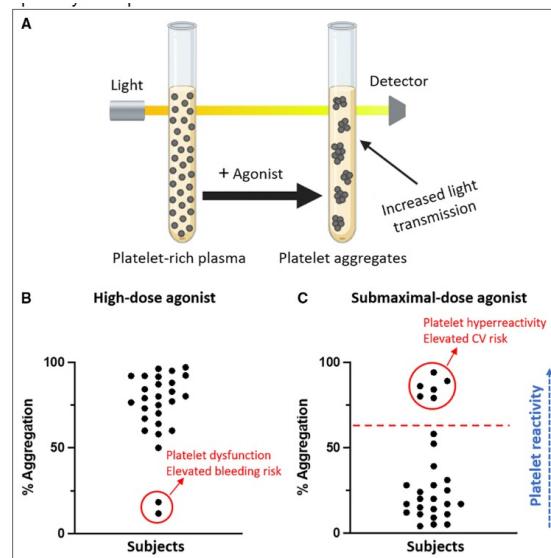 A
Light
Detector
+ Agonist
Increased light
transmission
Platelet-rich plasma
Platelet aggregates
B
High-dose agonist
% Aggregation
100
50
0
Platelet dysfunction
Elevated bleeding risk
Subjects
C
Submaximal-dose agonist
Platelet hyperreactivity
Elevated CV risk
% Aggregation
100
50
0
Subjects
Platelet reactivity